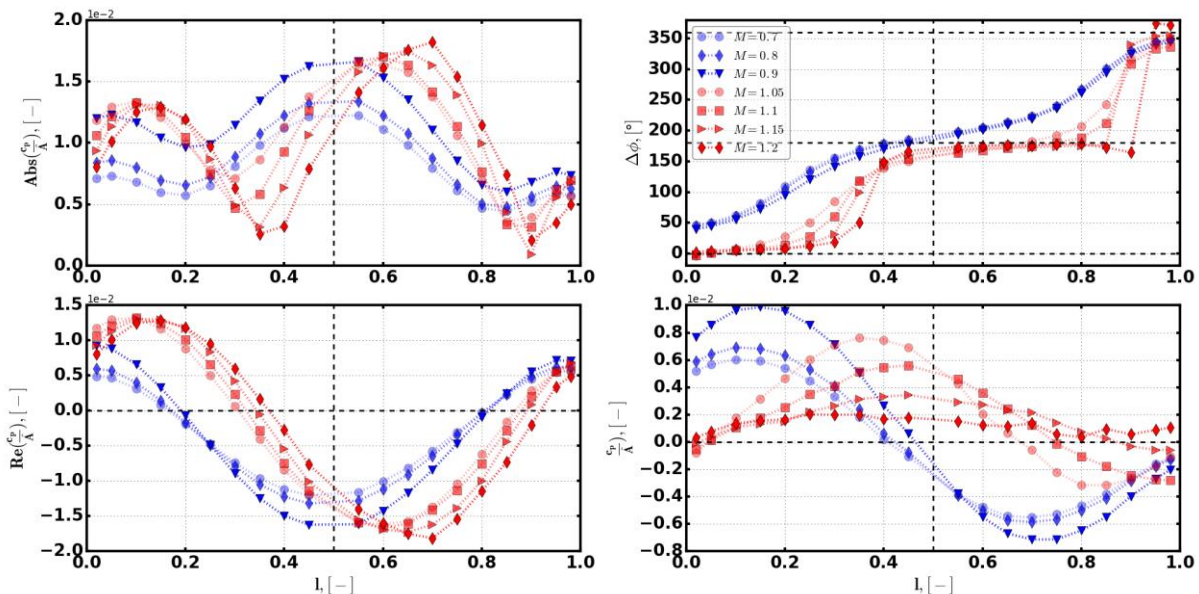 1e-2
2.0
1.5
1.0
0.5
0.0
Abs(c_p/A), [−]
0.0 0.2 0.4 0.6 0.8 1.0
350
300
250
200
150
100
50
0
Δϕ, [°]
M = 0.7
M = 0.8
M = 0.9
M = 1.05
M = 1.1
M = 1.15
M = 1.2
0.0 0.2 0.4 0.6 0.8 1.0
1e-2
1.5
1.0
0.5
0.0
−0.5
−1.0
−1.5
−2.0
Re(c_p/A), [−]
0.0 0.2 0.4 0.6 0.8 1.0
l, [−]
1e-2
1.0
0.8
0.6
0.4
0.2
0.0
−0.2
−0.4
−0.6
−0.8
c_p/A), [−]
0.0 0.2 0.4 0.6 0.8 1.0
l, [−]